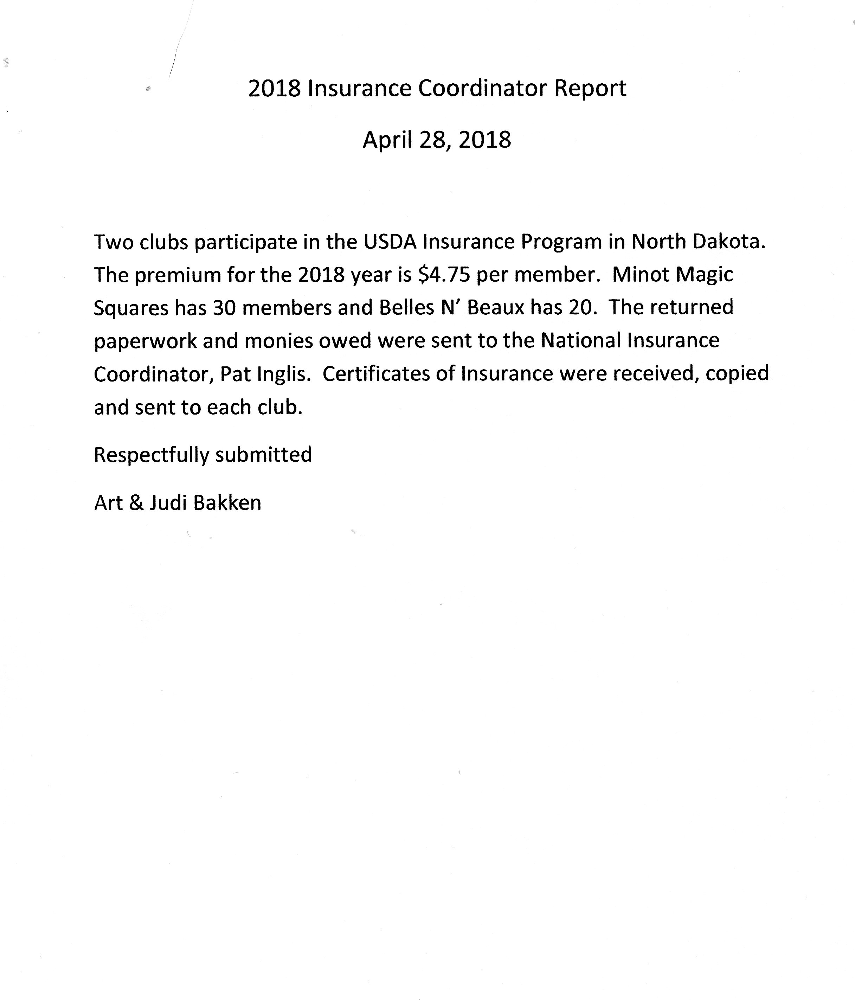 2018 Insurance Coordinator Report
April 28, 2018
Two clubs participate in the USDA Insurance Program in North Dakota.
The premium for the 2018 year is $4.75 per member.  Minot Magic
Squares has 30 members and Belles N’ Beaux has 20.  The returned
paperwork and monies owed were sent to the National Insurance
Coordinator, Pat Inglis.  Certificates of Insurance were received, copied
and sent to each club.
Respectfully submitted
Art & Judi Bakken